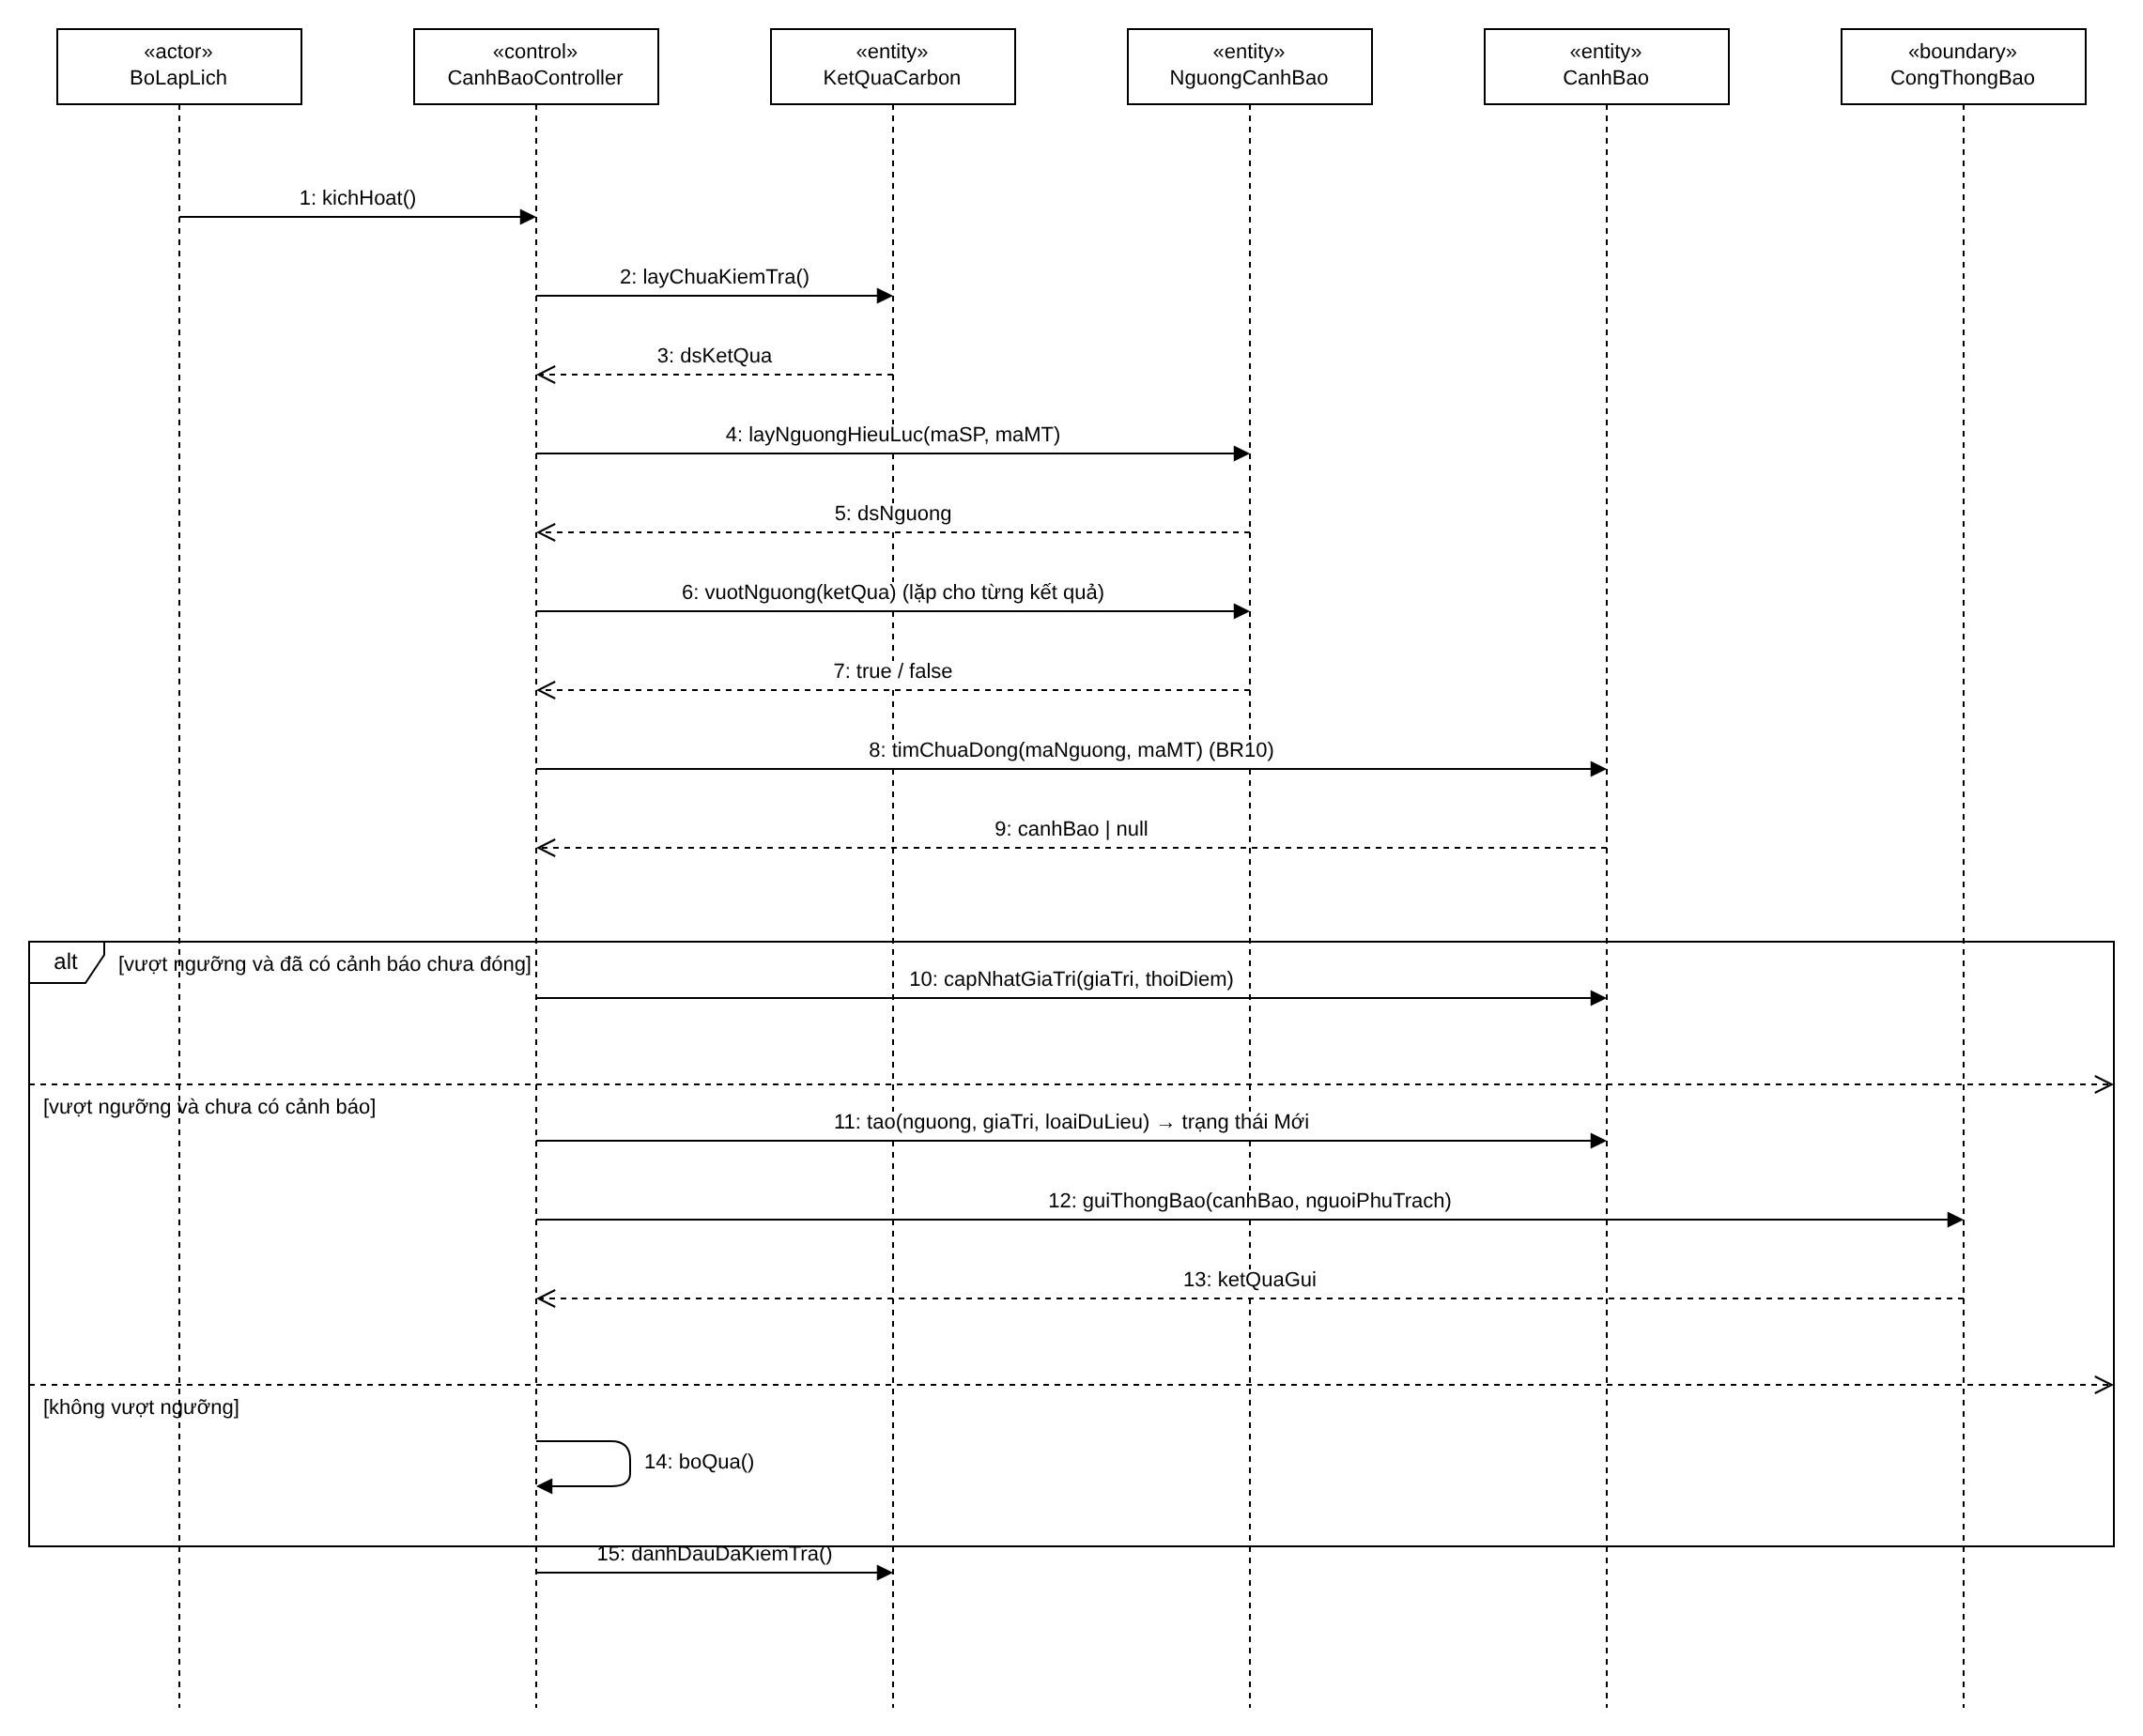 «actor»
BoLapLich
«control»
CanhBaoController
«entity»
KetQuaCarbon
«entity»
NguongCanhBao
«entity»
CanhBao
«boundary»
CongThongBao
1: kichHoat()
2: layChuaKiemTra()
3: dsKetQua
4: layNguongHieuLuc(maSP, maMT)
5: dsNguong
6: vuotNguong(ketQua) (lặp cho từng kết quả)
7: true / false
8: timChuaDong(maNguong, maMT) (BR10)
9: canhBao | null
alt
[vượt ngưỡng và đã có cảnh báo chưa đóng]
10: capNhatGiaTri(giaTri, thoiDiem)
[vượt ngưỡng và chưa có cảnh báo]
11: tao(nguong, giaTri, loaiDuLieu) → trạng thái Mới
12: guiThongBao(canhBao, nguoiPhuTrach)
13: ketQuaGui
[không vượt ngưỡng]
14: boQua()
15: danhDauDaKiemTra()